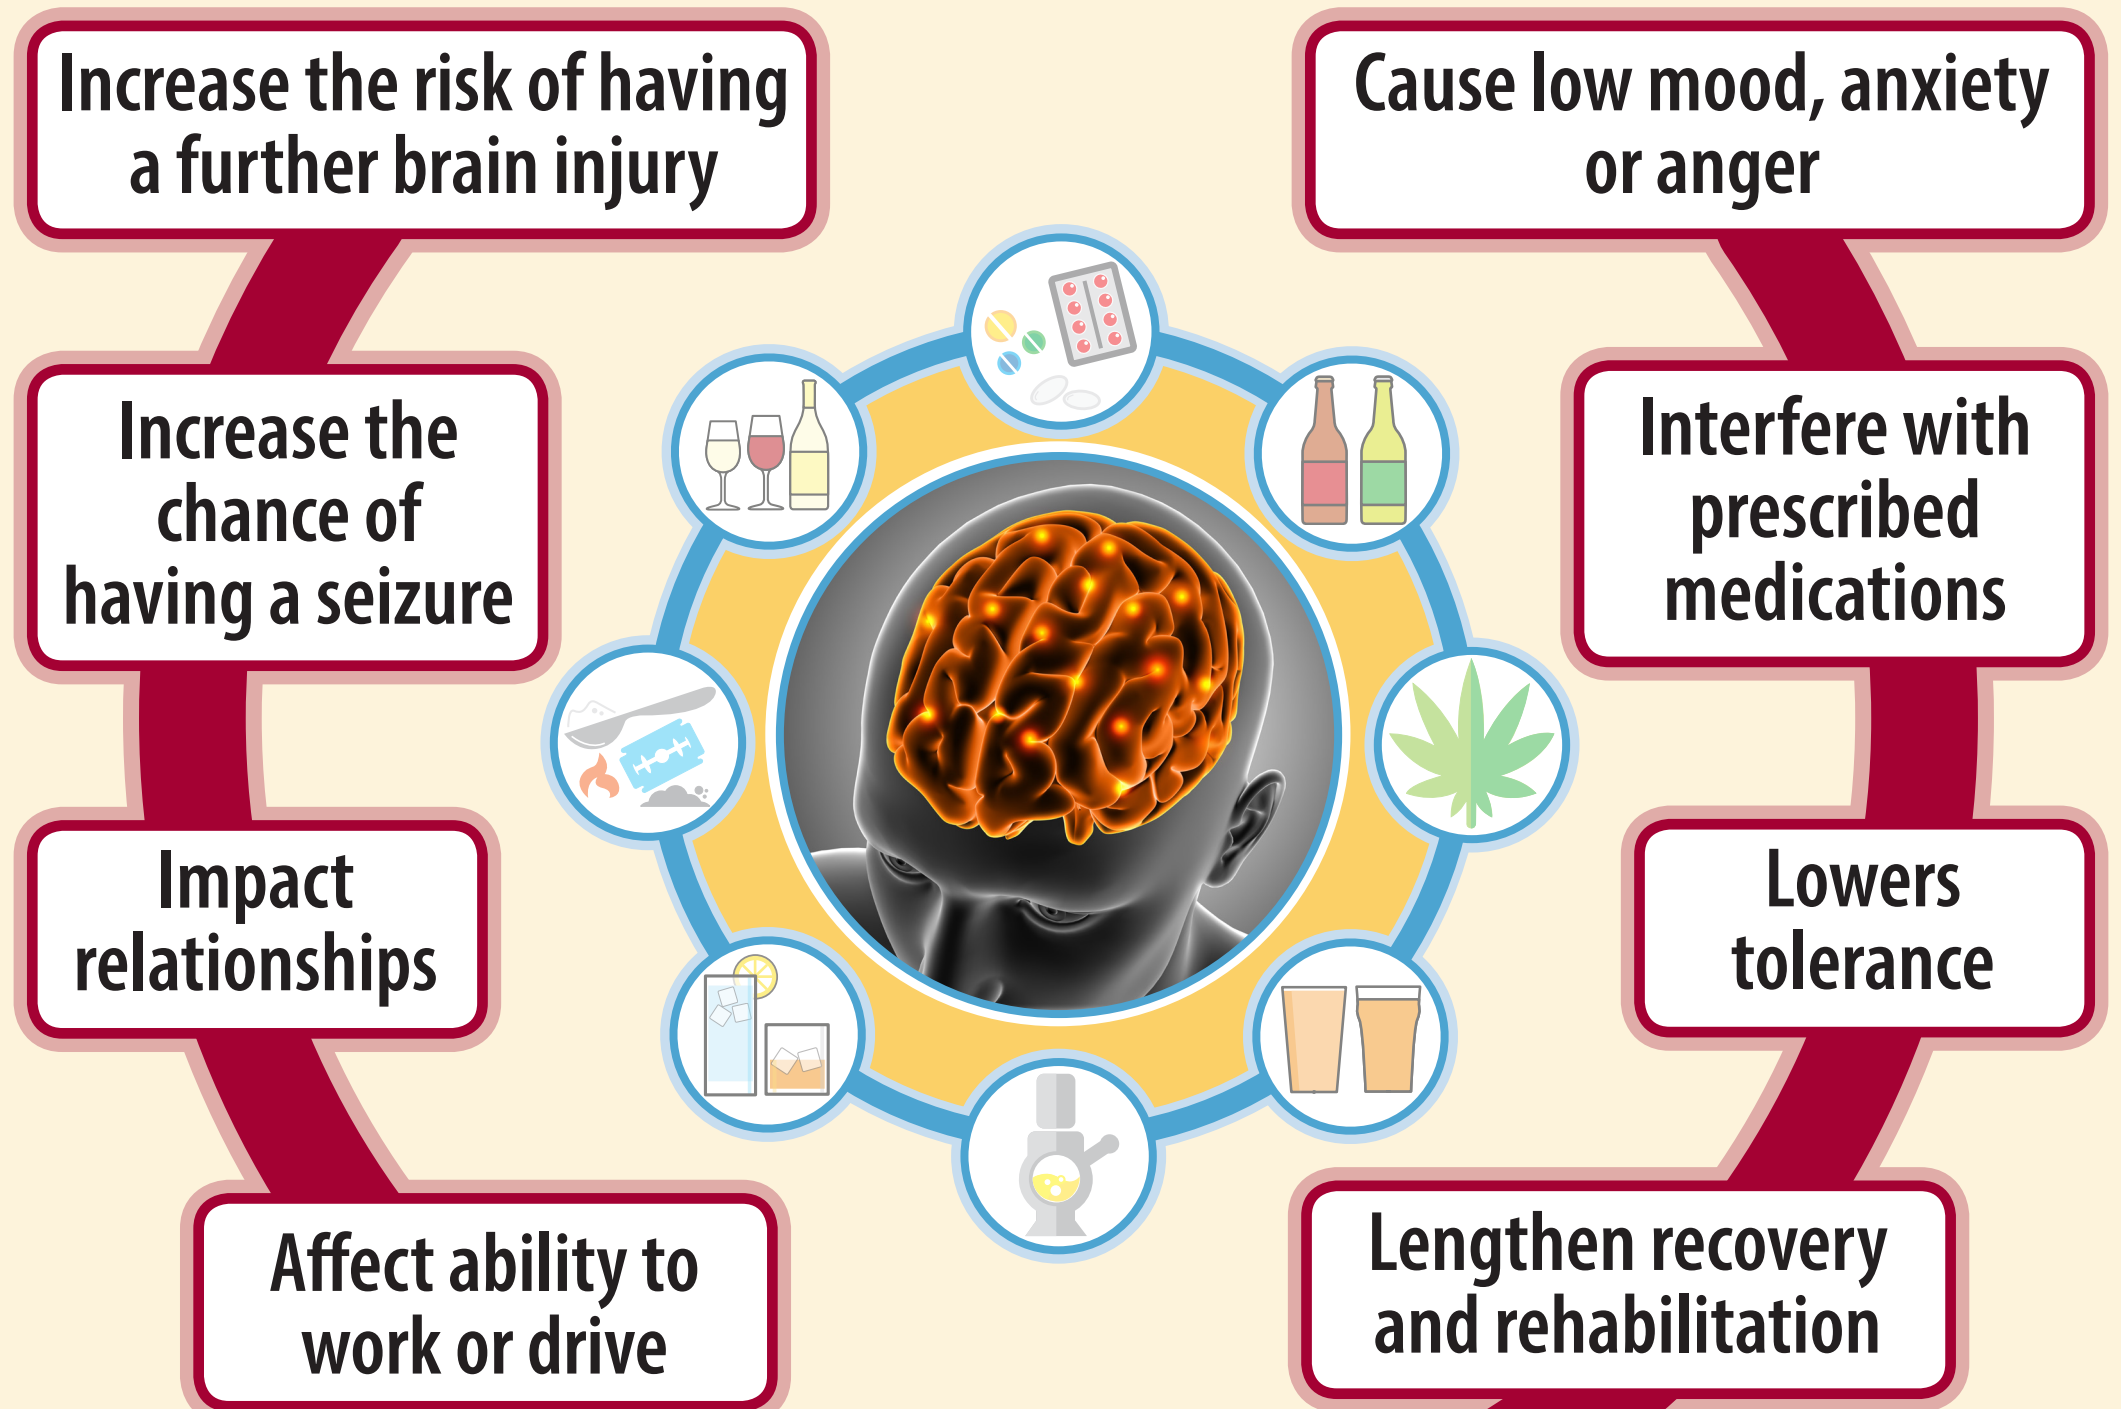 Increase the risk of having
a further brain injury
Cause low mood, anxiety
or anger
Increase the
chance of
having a seizure
Interfere with
prescribed
medications
Impact
relationships
Lowers
tolerance
Affect ability to
work or drive
Lengthen recovery
and rehabilitation